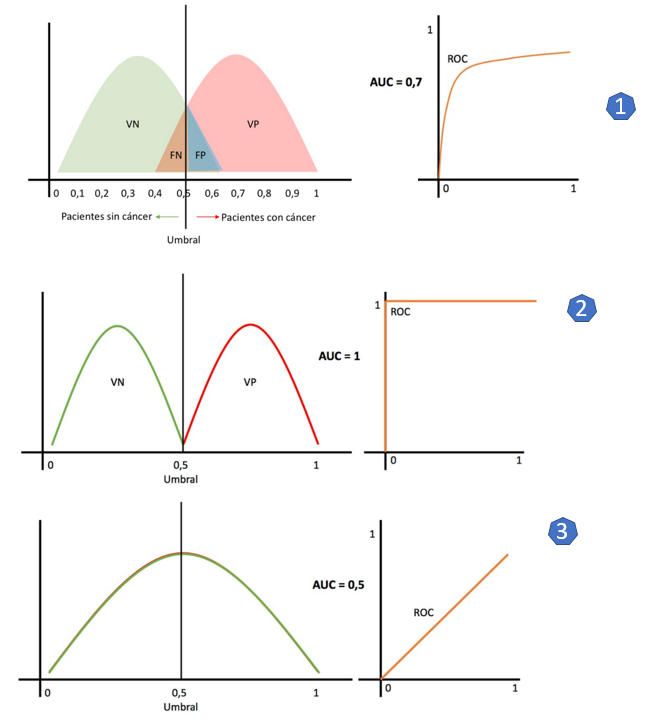 1
ROC
AUC = 0,7
1
VN
VP
FN
FP
0 0,1 0,2 0,3 0,4 0,5 0,6 0,7 0,8 0,9 1
0 1
Pacientes sin cáncer
Pacientes con cáncer
Umbral
1
ROC
2
AUC = 1
VN
VP
0 0,5 1
0 1
Umbral
1
3
AUC = 0,5
ROC
0 0,5 1
0 1
Umbral